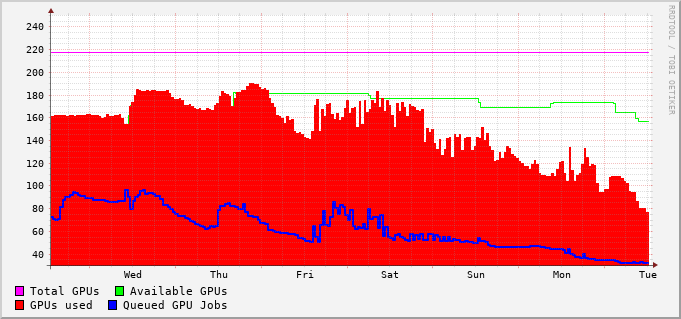 RRDTOOL / TOBI OETIKER
240
220
200
180
160
140
120
100
80
60
40
Wed Thu Fri Sat Sun Mon Tue
Total GPUs Available GPUs
GPUs used Queued GPU Jobs